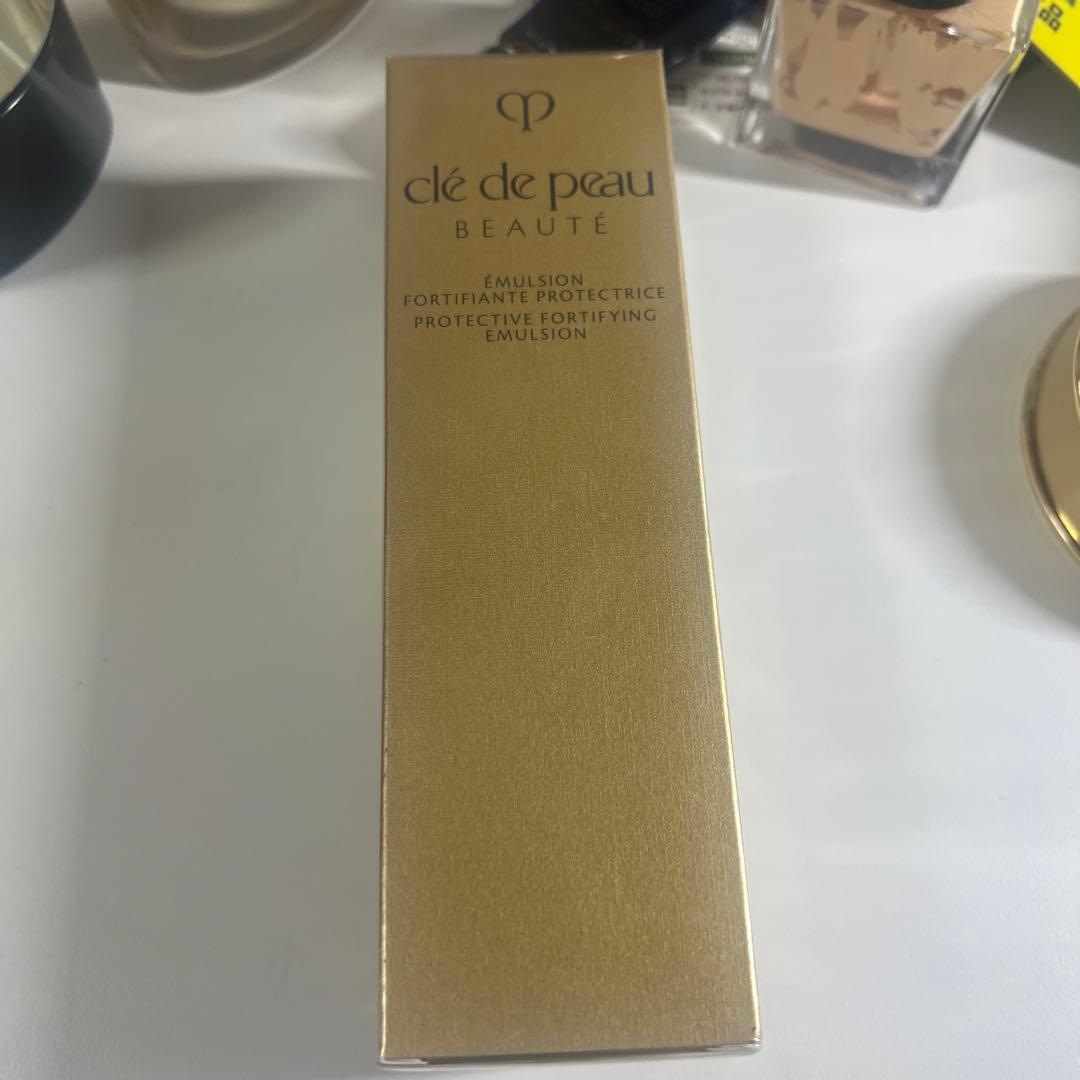 clé de peau
BEAUTÉ
ÉMULSION
FORTIFIANTE PROTECTRICE
PROTECTIVE FORTIFYING
EMULSION